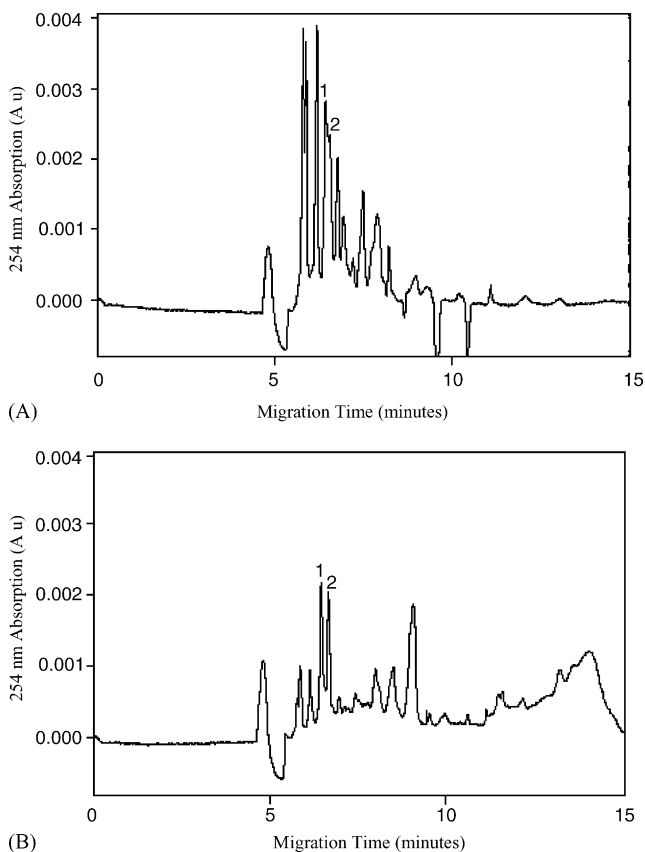 0.004
0.003
0.002
0.001
0.000
254 nm Absorption (A u)
1
2
0 5 10 15
Migration Time (minutes)
(A)
0.004
0.003
0.002
0.001
0.000
254 nm Absorption (A u)
1
2
0 5 10 15
Migration Time (minutes)
(B)